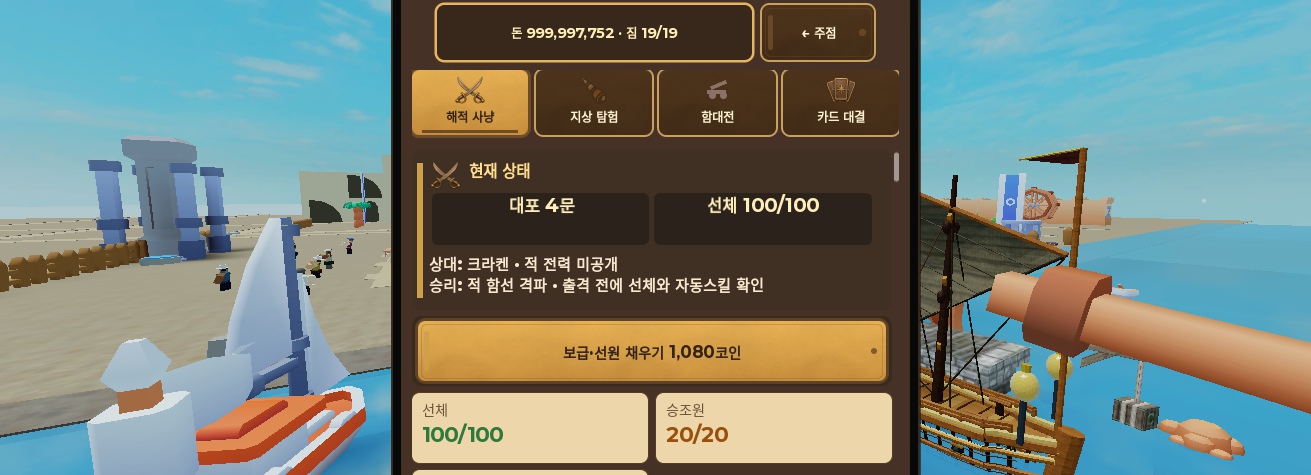 돈 999,997,752 · 짐 19/19
← 주점
해적 사냥
지상 탐험
함대전
카드 대결
현재 상태
대포 4문
선체 100/100
상대: 크라켄 • 적 전력 미공개
승리: 적 함선 격파 • 출격 전에 선체와 자동스킬 확인
보급·선원 채우기 1,080코인
선체
승조원
100/100
20/20